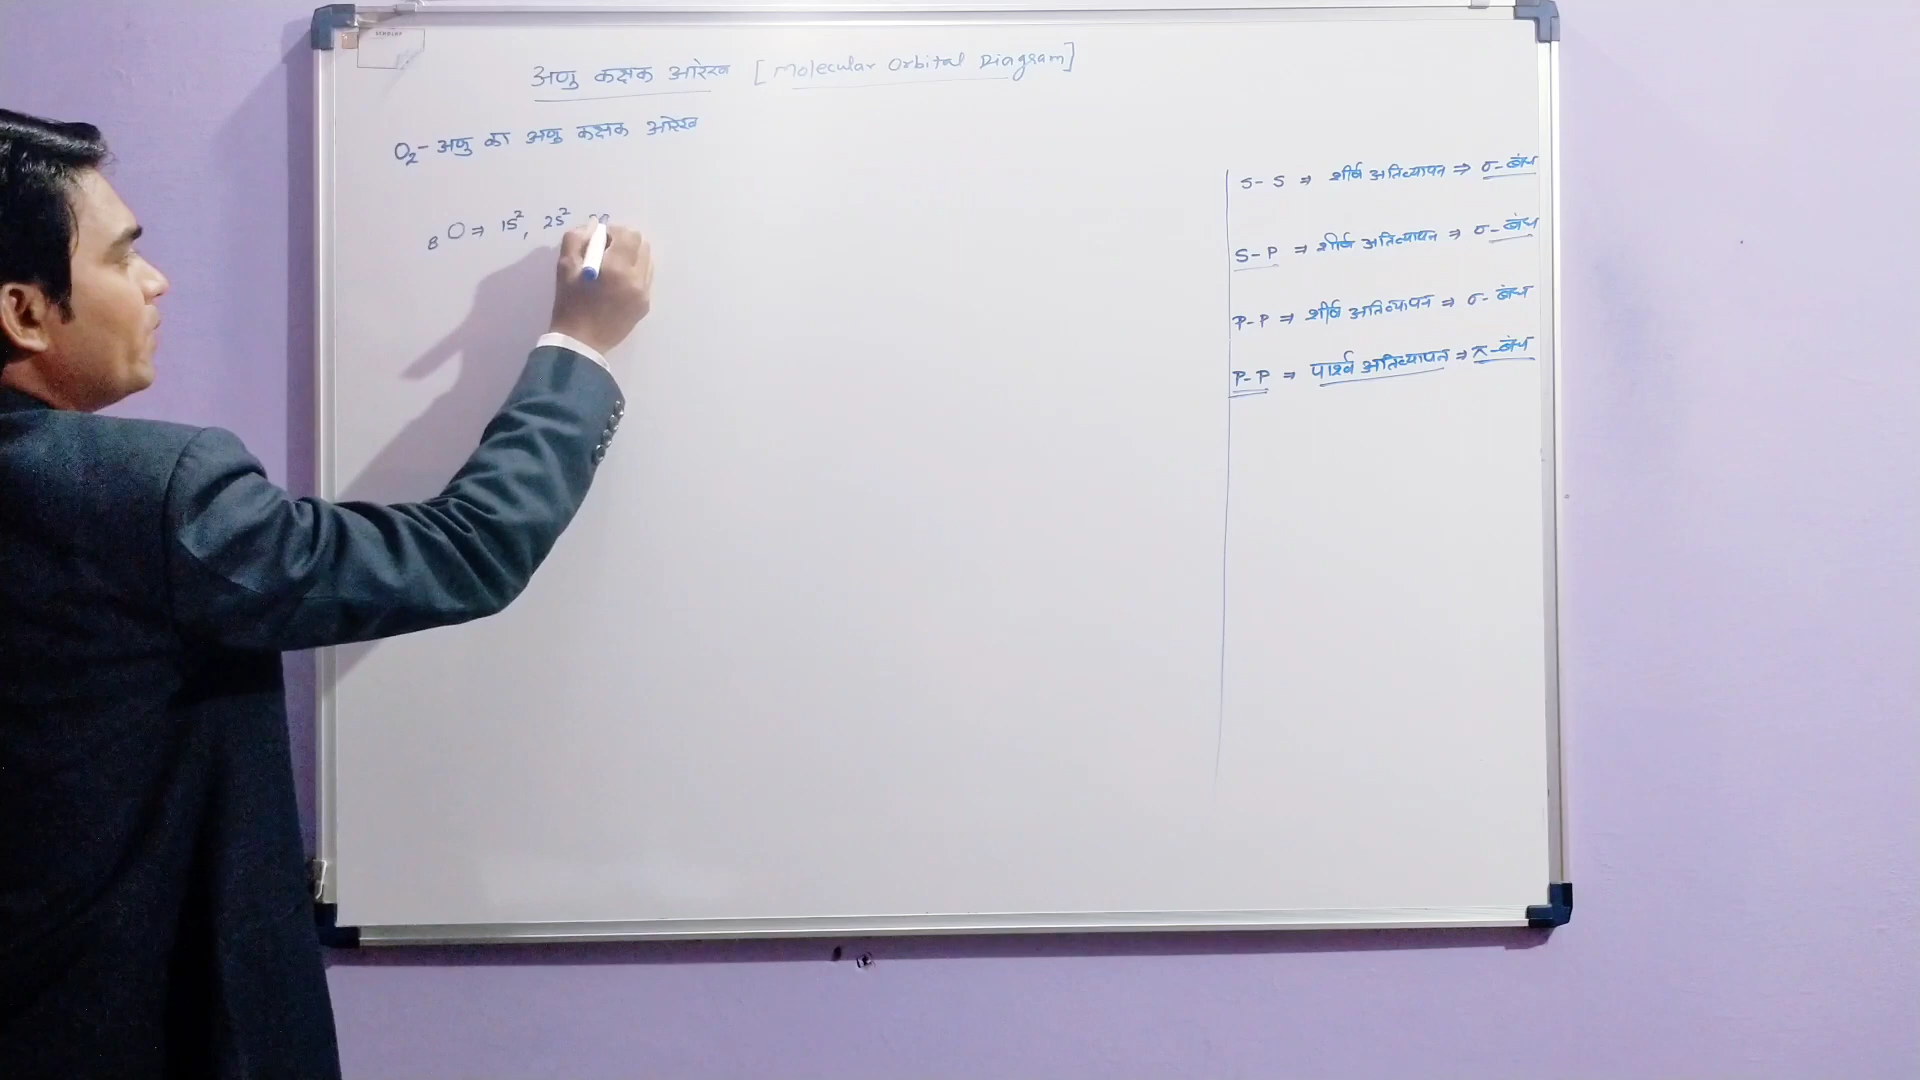 अणु कक्षक आरेख [Molecular Orbital Diagram]
O₂- अणु का अणु कक्षक आरेख
₈O ⇒ 1S², 2S²
S-S ⇒ शीर्ष अतिव्यापन ⇒ σ-बंध
S-P ⇒ शीर्ष अतिव्यापन ⇒ σ-बंध
P-P ⇒ शीर्ष अतिव्यापन ⇒ σ-बंध
P-P ⇒ पार्श्व अतिव्यापन ⇒ π-बंध